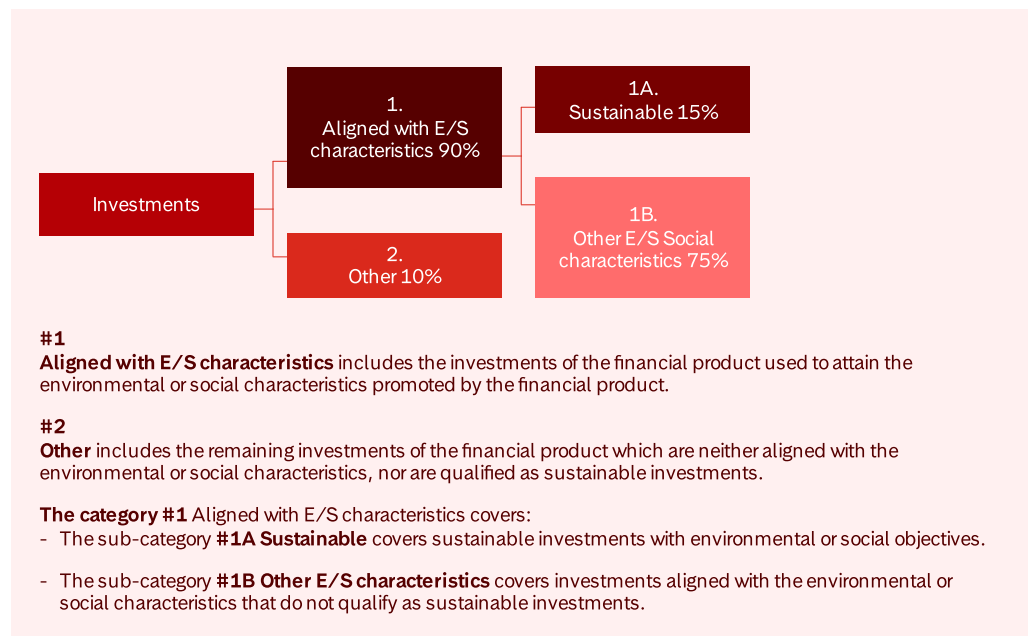 1.
Aligned with E/S
characteristics 90%
1A.
Sustainable 15%
Investments
1B.
Other E/S Social
characteristics 75%
2.
Other 10%
#1
Aligned with E/S characteristics includes the investments of the financial product used to attain the
environmental or social characteristics promoted by the financial product.
#2
Other includes the remaining investments of the financial product which are neither aligned with the
environmental or social characteristics, nor are qualified as sustainable investments.
The category #1 Aligned with E/S characteristics covers:
- The sub-category #1A Sustainable covers sustainable investments with environmental or social objectives.
- The sub-category #1B Other E/S characteristics covers investments aligned with the environmental or
social characteristics that do not qualify as sustainable investments.